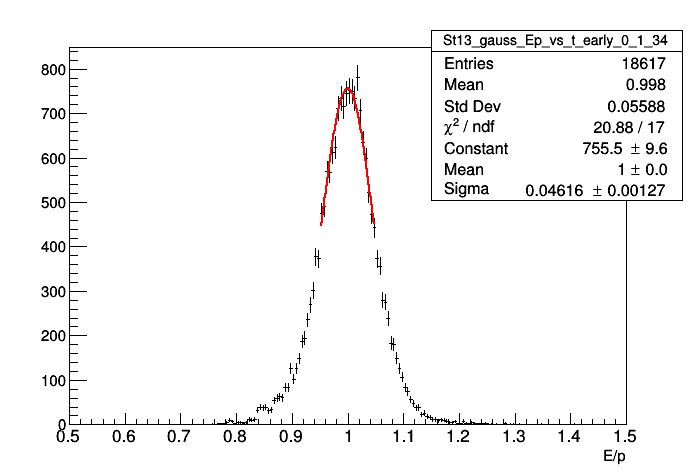 St13_gauss_Ep_vs_t_early_0_1_34
Entries 18617
Mean 0.998
Std Dev 0.05588
χ² / ndf 20.88 / 17
Constant 755.5 ± 9.6
Mean 1 ± 0.0
Sigma 0.04616 ± 0.00127
800
700
600
500
400
300
200
100
0
0.5 0.6 0.7 0.8 0.9 1 1.1 1.2 1.3 1.4 1.5
E/p